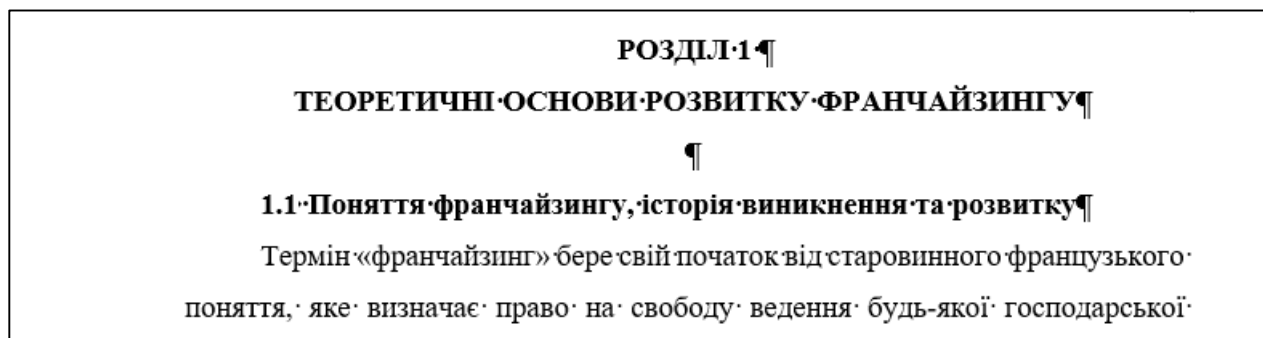 РОЗДІЛ·1·¶
ТЕОРЕТИЧНІ·ОСНОВИ·РОЗВИТКУ·ФРАНЧАЙЗИНГУ¶
¶
1.1··Поняття·франчайзингу,·історія·виникнення·та·розвитку¶
Термін·«франчайзинг»·бере·свій·початок·від·старовинного·французького·
поняття,·яке·визначає·право·на·свободу·ведення·будь-якої·господарської·